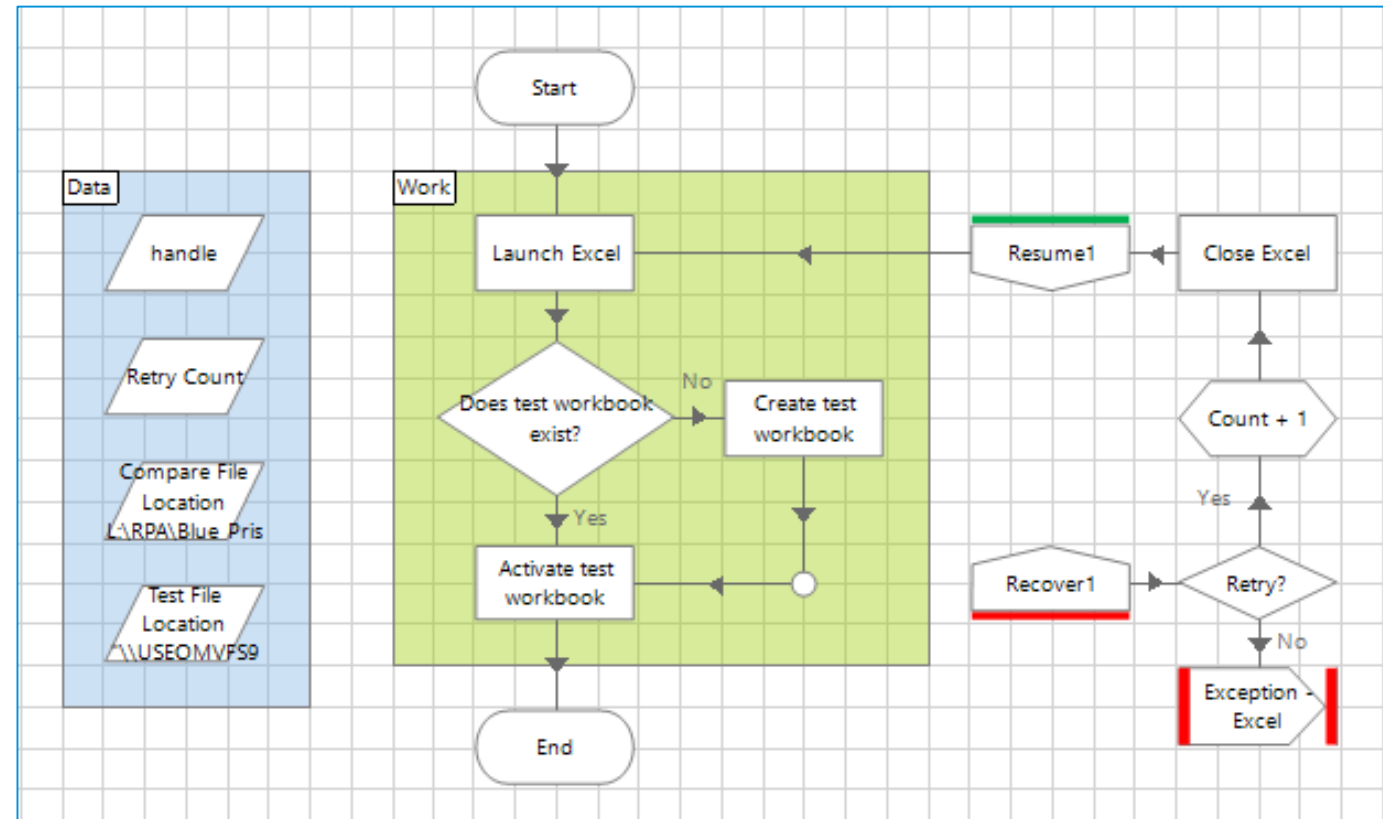 Start
Data
handle
Retry Count
Compare File
Location
L:\RPA\Blue Pris
Test File
Location
"\\USEOMVFS9
Work
Launch Excel
Does test workbook
exist?
No
Create test
workbook
Yes
Activate test
workbook
End
Resume1
Close Excel
Count + 1
Yes
Recover1
Retry?
No
Exception -
Excel